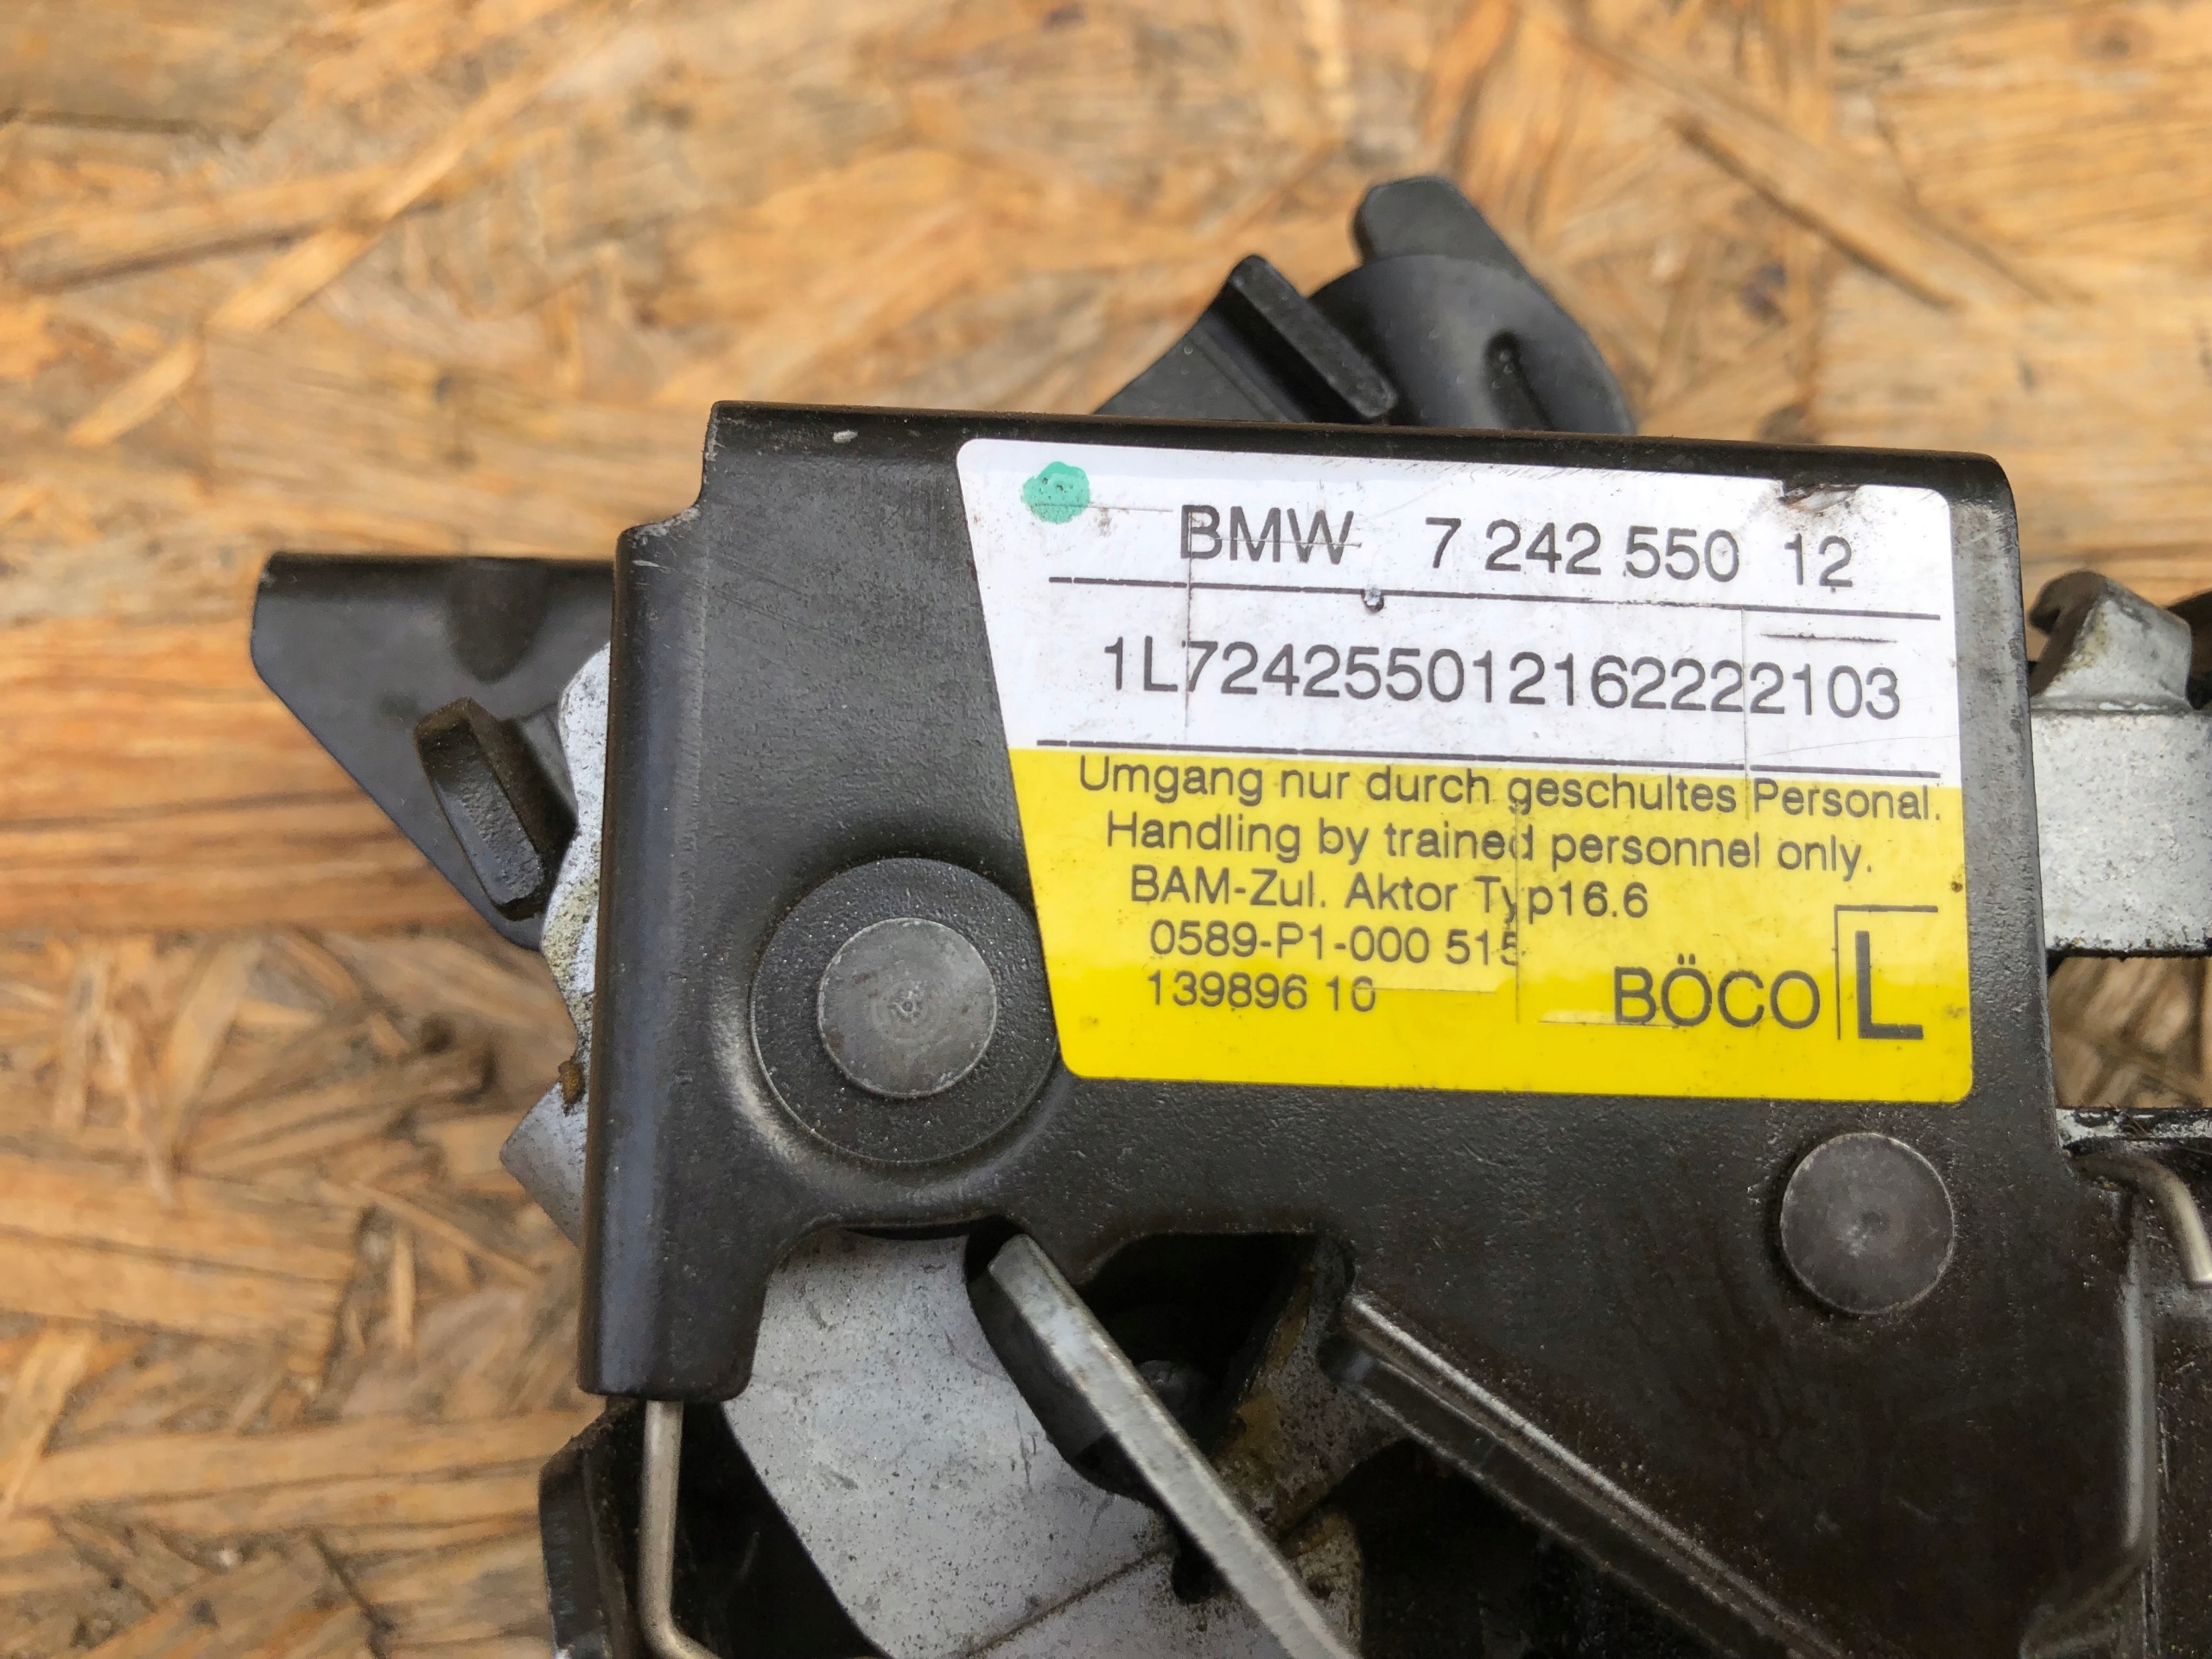 BMW 7 242 550 12
1L724255012162222103
Umgang nur durch geschultes Personal.
Handling by trained personnel only.
BAM-Zul. Aktor Typ16.6
0589-P1-000 515
139896 10
BÖCO L